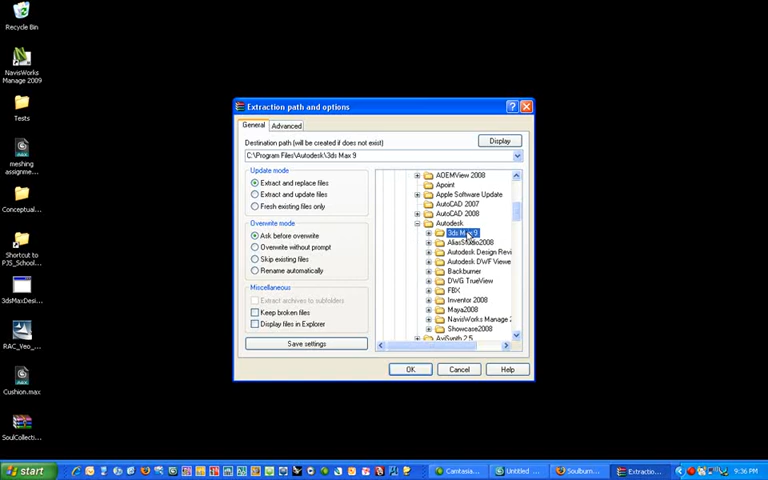 Recycle Bin
NavisWorks
Manage 2009
Tests
meshing
assignme...
Conceptual...
Shortcut to
PJS_School...
3dsMaxDesi...
RAC_Veo_...
Cushion.max
SoulCollecti...
Extraction path and options
General
Advanced
Destination path (will be created if does not exist)
Display
C:\Program Files\Autodesk\3ds Max 9
Update mode
Extract and replace files
Extract and update files
Fresh existing files only
Overwrite mode
Ask before overwrite
Overwrite without prompt
Skip existing files
Rename automatically
Miscellaneous
Extract archives to subfolders
Keep broken files
Display files in Explorer
Save settings
AOEMView 2008
Apoint
Apple Software Update
AutoCAD 2007
AutoCAD 2008
Autodesk
3ds Max 9
AliasStudio2008
Autodesk Design Revi
Autodesk DWF Viewe
Backburner
DWG TrueView
FBX
Inventor 2008
Maya2008
NavisWorks Manage 2
Showcase2008
AviSynth 2.5
OK
Cancel
Help
start
Camtasia...
Untitled ...
Soulburn...
Extractio...
9:36 PM